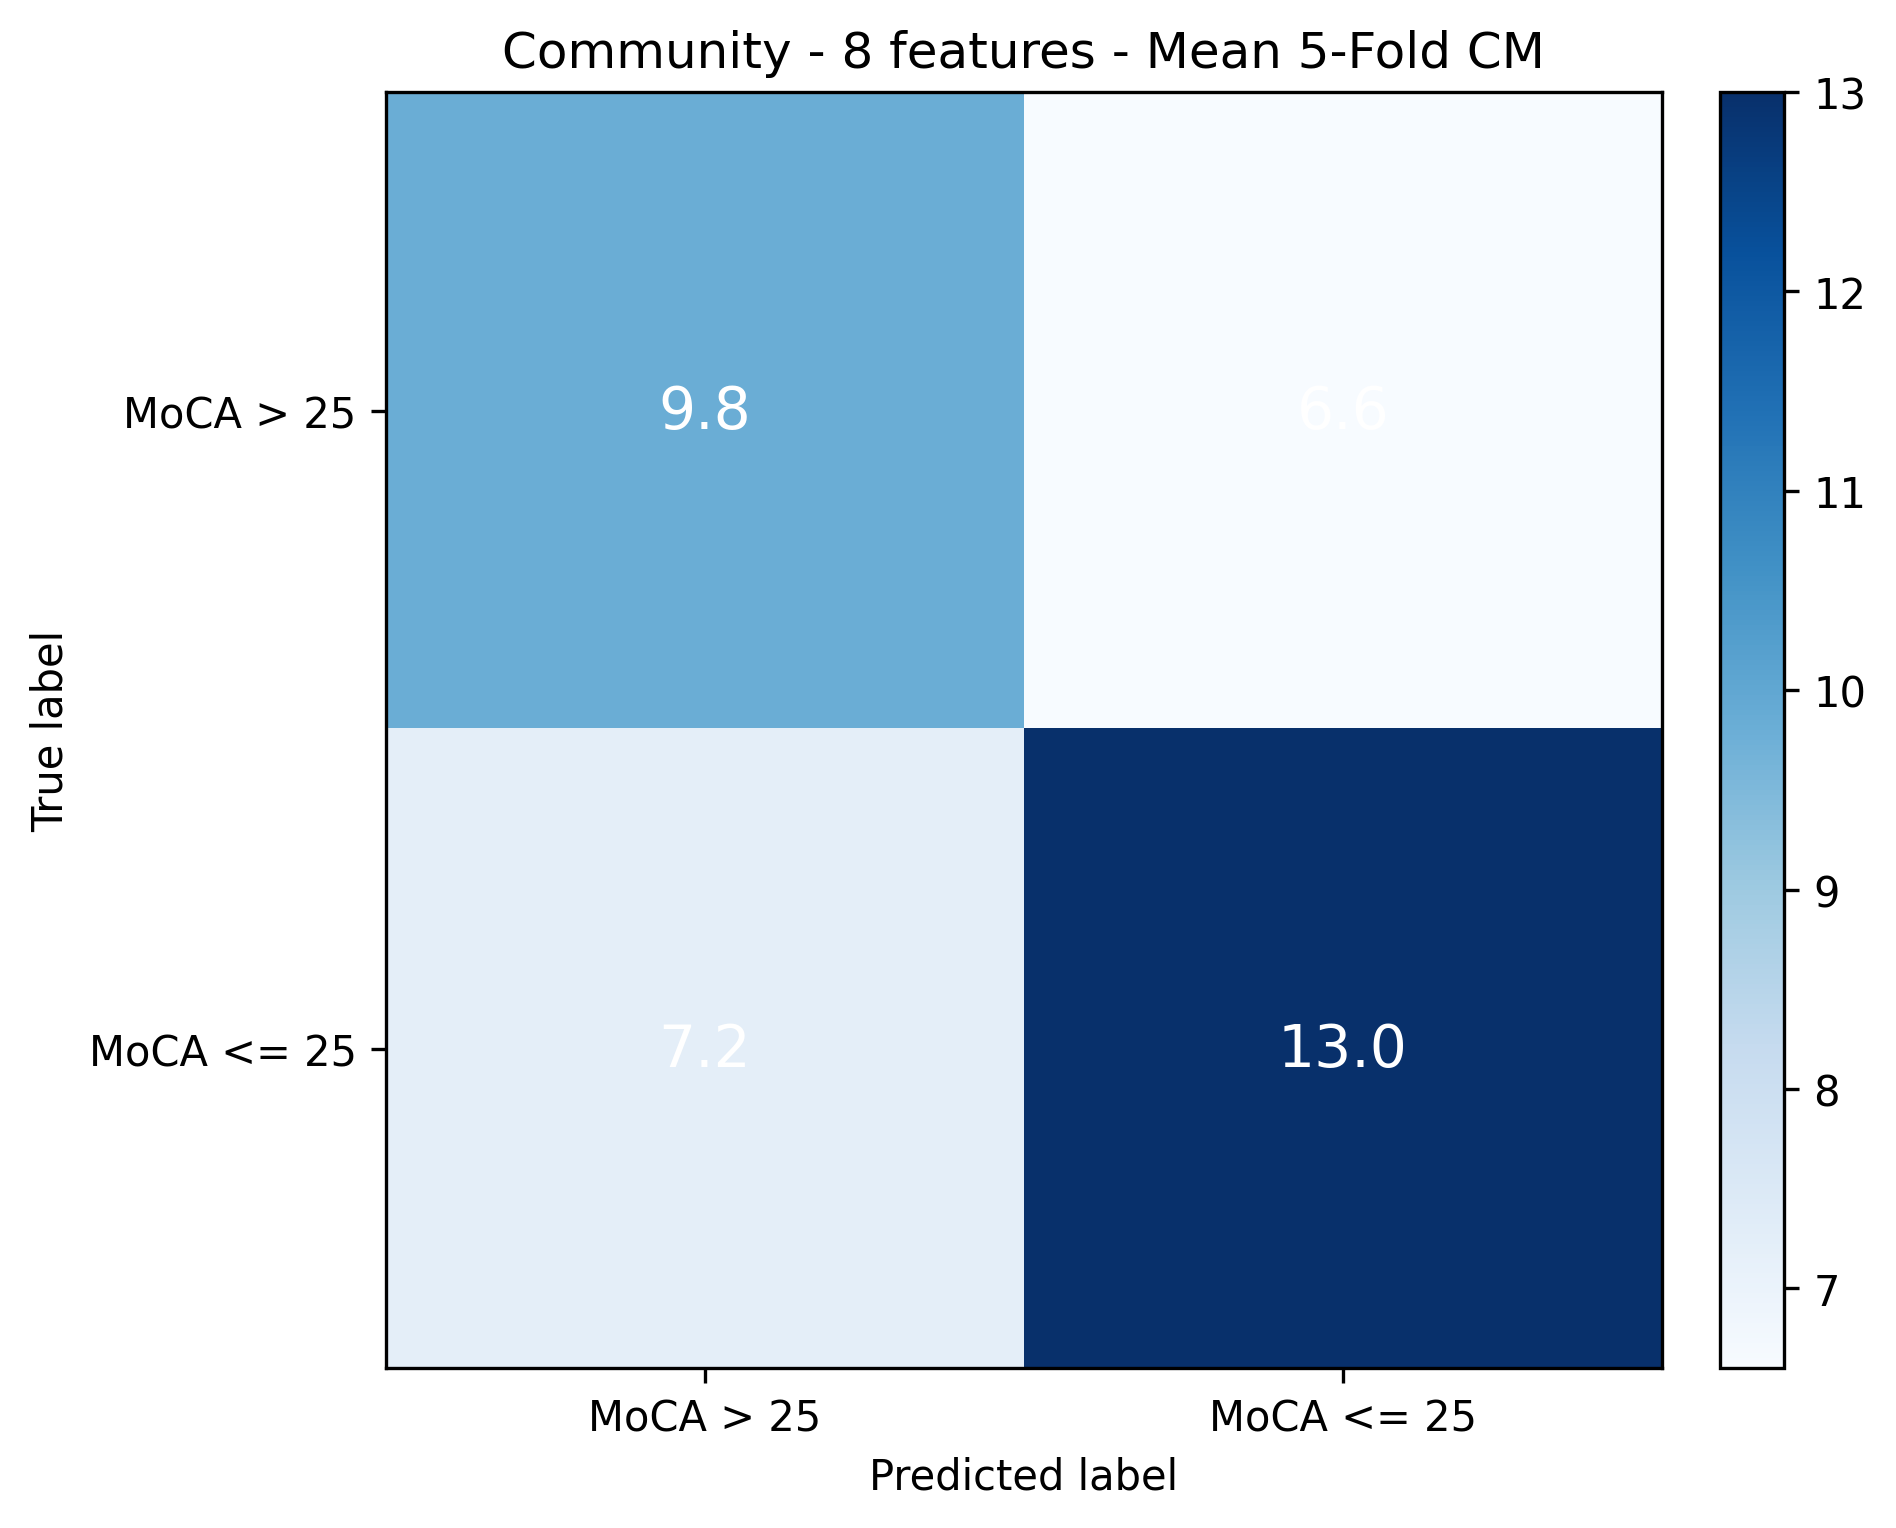 Community - 8 features - Mean 5-Fold CM
13
12
11
10
9
8
7
True label
MoCA > 25
9.8
6.6
MoCA <= 25
7.2
13.0
MoCA > 25
MoCA <= 25
Predicted label